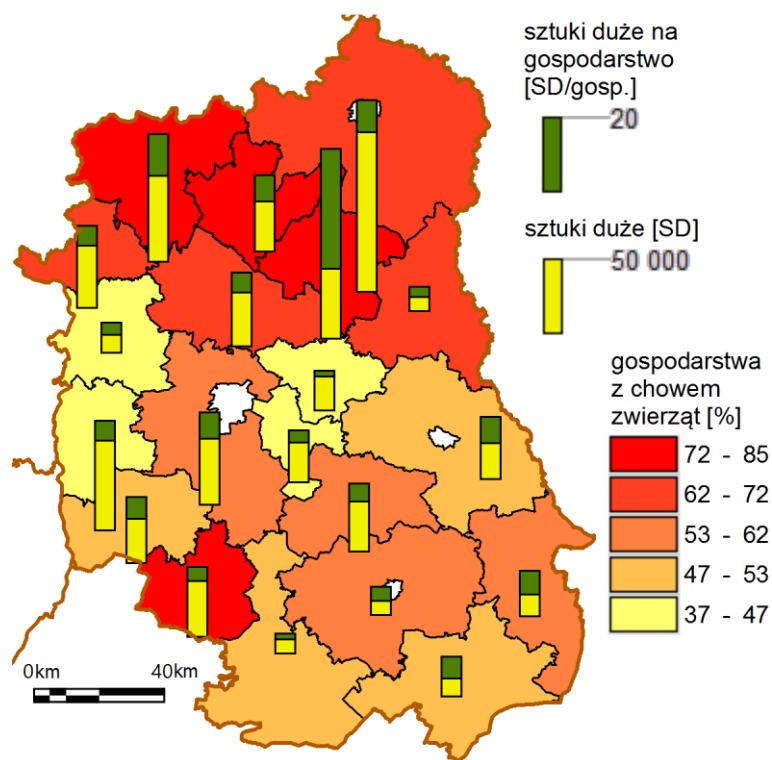 sztuki duże na
gospodarstwo
[SD/gosp.]
20
sztuki duże [SD]
50 000
gospodarstwa
z chowem
zwierząt [%]
72 - 85
62 - 72
53 - 62
47 - 53
37 - 47
0km 40km